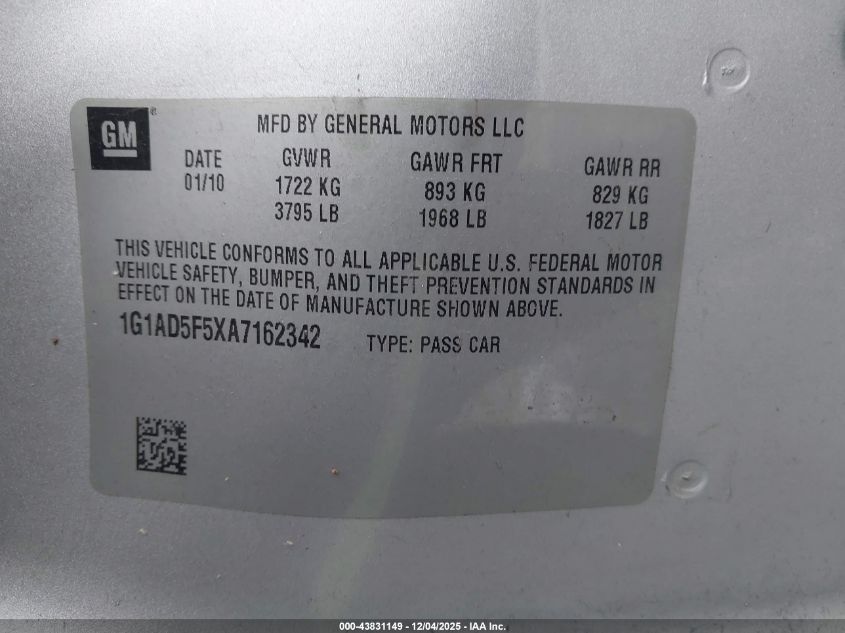 GM
®
MFD BY GENERAL MOTORS LLC
DATE GVWR GAWR FRT GAWR RR
01/10 1722 KG 893 KG 829 KG
3795 LB 1968 LB 1827 LB
THIS VEHICLE CONFORMS TO ALL APPLICABLE U.S. FEDERAL MOTOR
VEHICLE SAFETY, BUMPER, AND THEFT PREVENTION STANDARDS IN
EFFECT ON THE DATE OF MANUFACTURE SHOWN ABOVE.
1G1AD5F5XA7162342 TYPE: PASS CAR
000-43831149 - 12/04/2025 - IAA Inc.